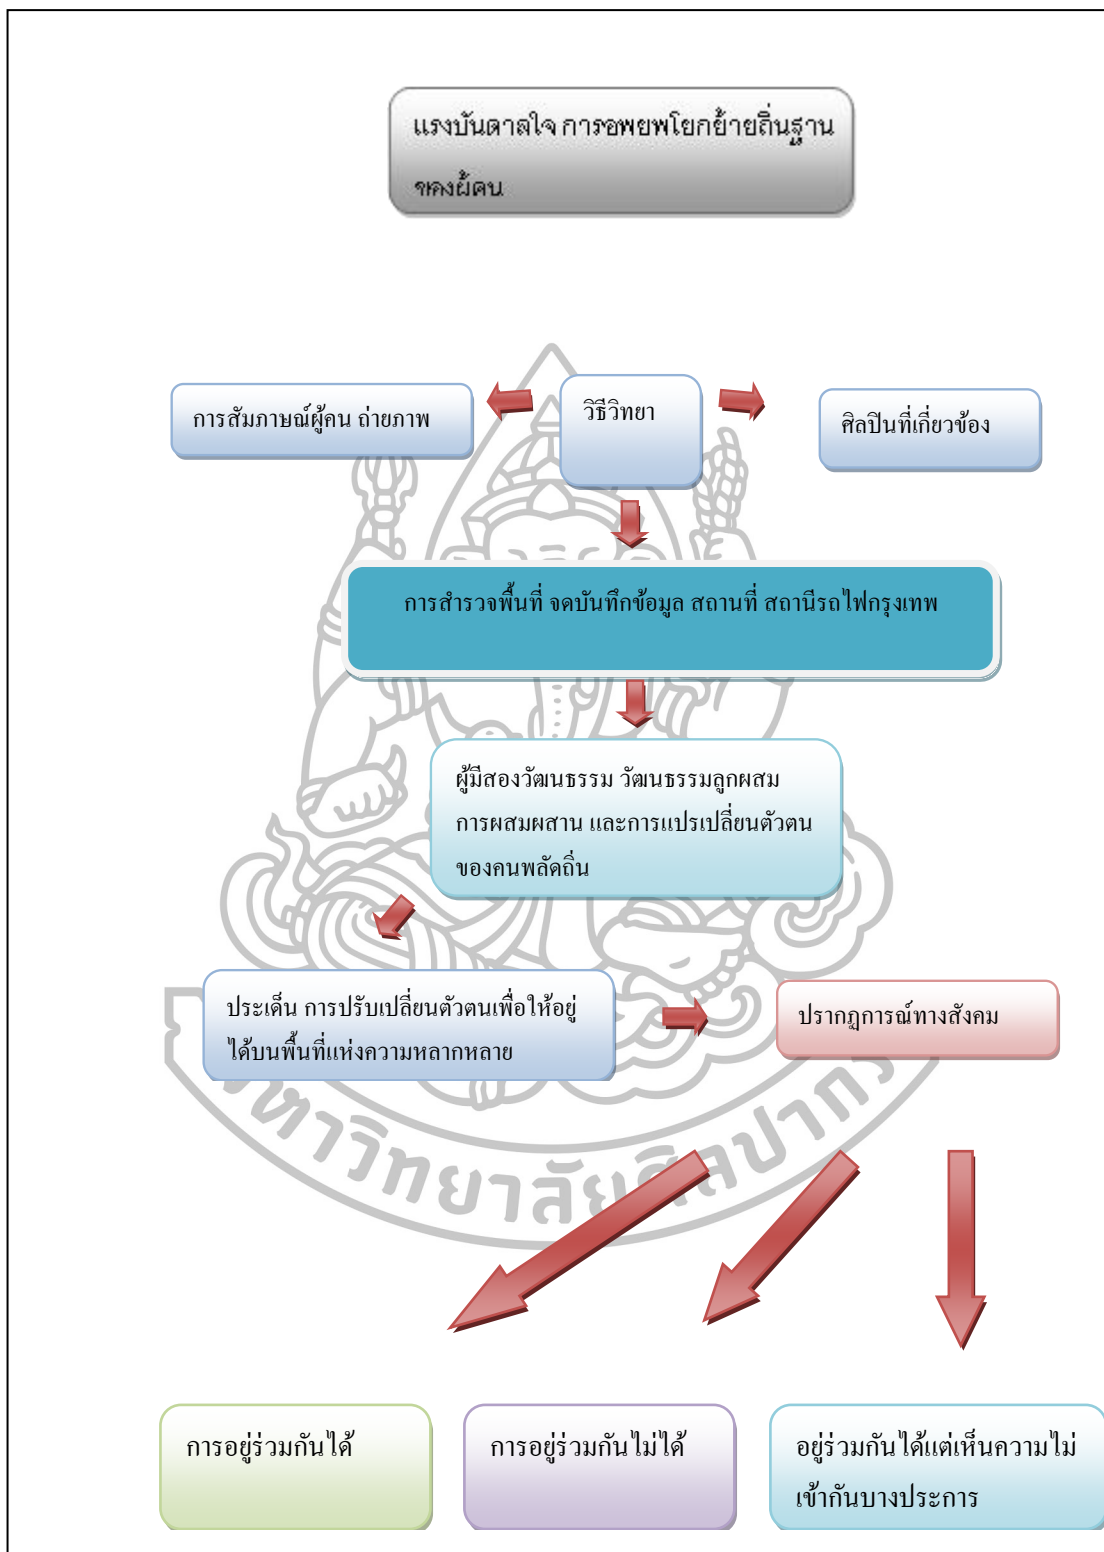 แรงบันดาลใจ การอพยพโยกย้ายถิ่นฐาน
ของผู้คน
การสัมภาษณ์ผู้คน ถ่ายภาพ
วิธีวิทยา
ศิลปินที่เกี่ยวข้อง
การสำรวจพื้นที่ จดบันทึกข้อมูล สถานที่ สถานีรถไฟกรุงเทพ
ผู้มีสองวัฒนธรรม วัฒนธรรมลูกผสม
การผสมผสาน และการแปรเปลี่ยนตัวตน
ของคนพลัดถิ่น
ประเด็น การปรับเปลี่ยนตัวตนเพื่อให้อยู่
ได้บนพื้นที่แห่งความหลากหลาย
ปรากฏการณ์ทางสังคม
มหาวิทยาลัยศิลปากร
การอยู่ร่วมกันได้
การอยู่ร่วมกันไม่ได้
อยู่ร่วมกันได้แต่เห็นความไม่
เข้ากันบางประการ